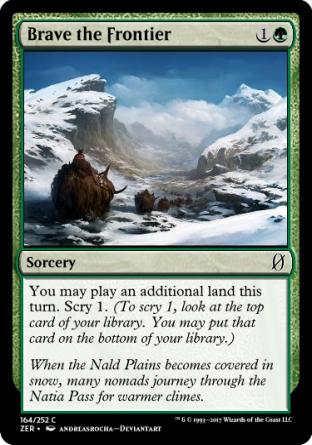 Brave the Frontier 1
Sorcery
You may play an additional land this
turn. Scry 1. (To scry 1, look at the top
card of your library. You may put that
card on the bottom of your library.)
When the Nald Plains becomes covered in
snow, many nomads journey through the
Natia Pass for warmer climes.
164/252 C
™ & © 1993–2017 Wizards of the Coast LLC
ZER • ANDREASROCHA—DEVIANTART